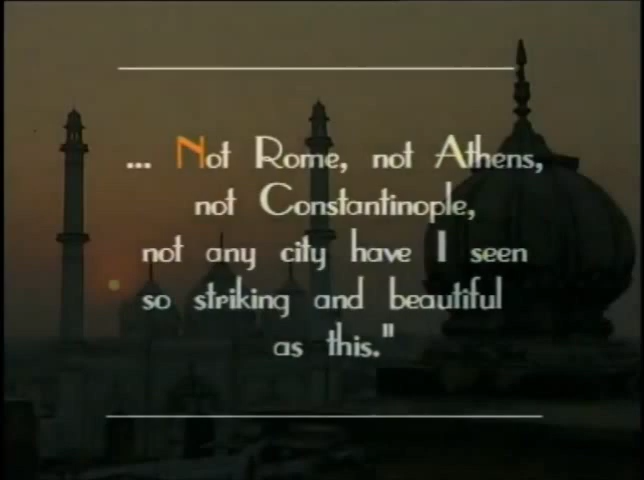 ... Not Rome, not Athens,
not Constantinople,
not any city have I seen
so striking and beautiful
as this."